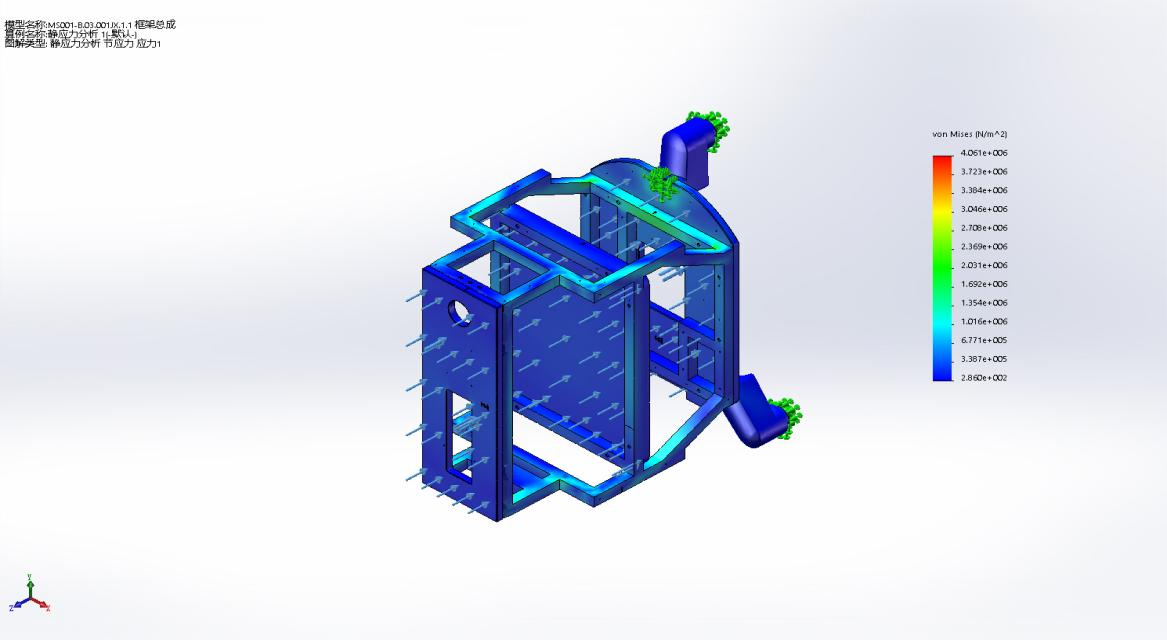 模型名称:MS001-B.03.001JX.1.1 框架总成
算例名称:静应力分析 1(-默认-)
图解类型: 静应力分析 节应力 应力1
von Mises (N/m^2)
4.061e+006
3.723e+006
3.384e+006
3.046e+006
2.708e+006
2.369e+006
2.031e+006
1.692e+006
1.354e+006
1.016e+006
6.771e+005
3.387e+005
2.860e+002
Y
Z
X